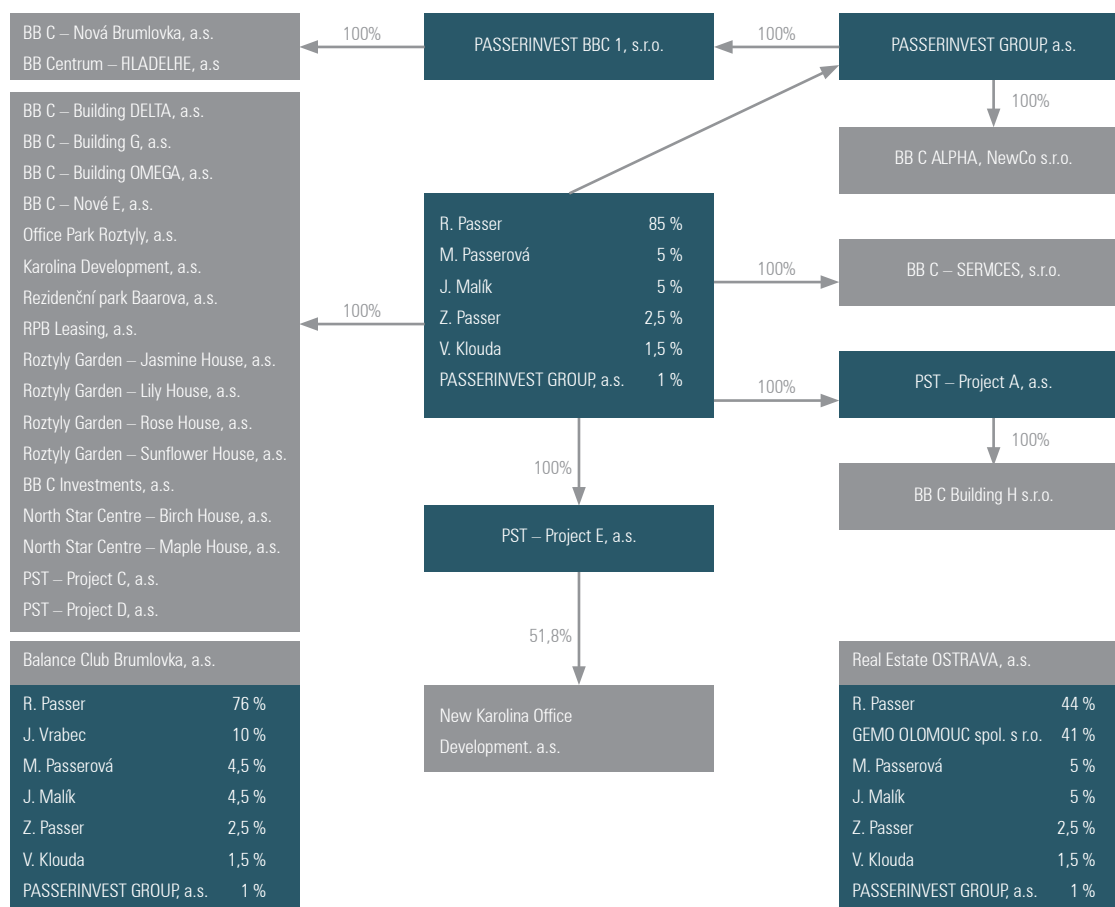 BB C – Nová Brumlovka, a.s.
BB Centrum – FILADELFIE, a.s
100%
PASSERINVEST BBC 1, s.r.o.
100%
PASSERINVEST GROUP, a.s.
100%
BB C ALPHA, NewCo s.r.o.
BB C – Building DELTA, a.s.
BB C – Building G, a.s.
BB C – Building OMEGA, a.s.
BB C – Nové E, a.s.
Office Park Roztyly, a.s.
Karolina Development, a.s.
Rezidenční park Baarova, a.s.
RPB Leasing, a.s.
Roztyly Garden – Jasmine House, a.s.
Roztyly Garden – Lily House, a.s.
Roztyly Garden – Rose House, a.s.
Roztyly Garden – Sunflower House, a.s.
BB C Investments, a.s.
North Star Centre – Birch House, a.s.
North Star Centre – Maple House, a.s.
PST – Project C, a.s.
PST – Project D, a.s.
100%
R. Passer 85 %
M. Passerová 5 %
J. Malík 5 %
Z. Passer 2,5 %
V. Klouda 1,5 %
PASSERINVEST GROUP, a.s. 1 %
100%
BB C – SERVICES, s.r.o.
100%
PST – Project A, a.s.
100%
BB C Building H s.r.o.
100%
PST – Project E, a.s.
51,8%
New Karolina Office
Development. a.s.
Balance Club Brumlovka, a.s.
R. Passer 76 %
J. Vrabec 10 %
M. Passerová 4,5 %
J. Malík 4,5 %
Z. Passer 2,5 %
V. Klouda 1,5 %
PASSERINVEST GROUP, a.s. 1 %
Real Estate OSTRAVA, a.s.
R. Passer 44 %
GEMO OLOMOUC spol. s r.o. 41 %
M. Passerová 5 %
J. Malík 5 %
Z. Passer 2,5 %
V. Klouda 1,5 %
PASSERINVEST GROUP, a.s. 1 %